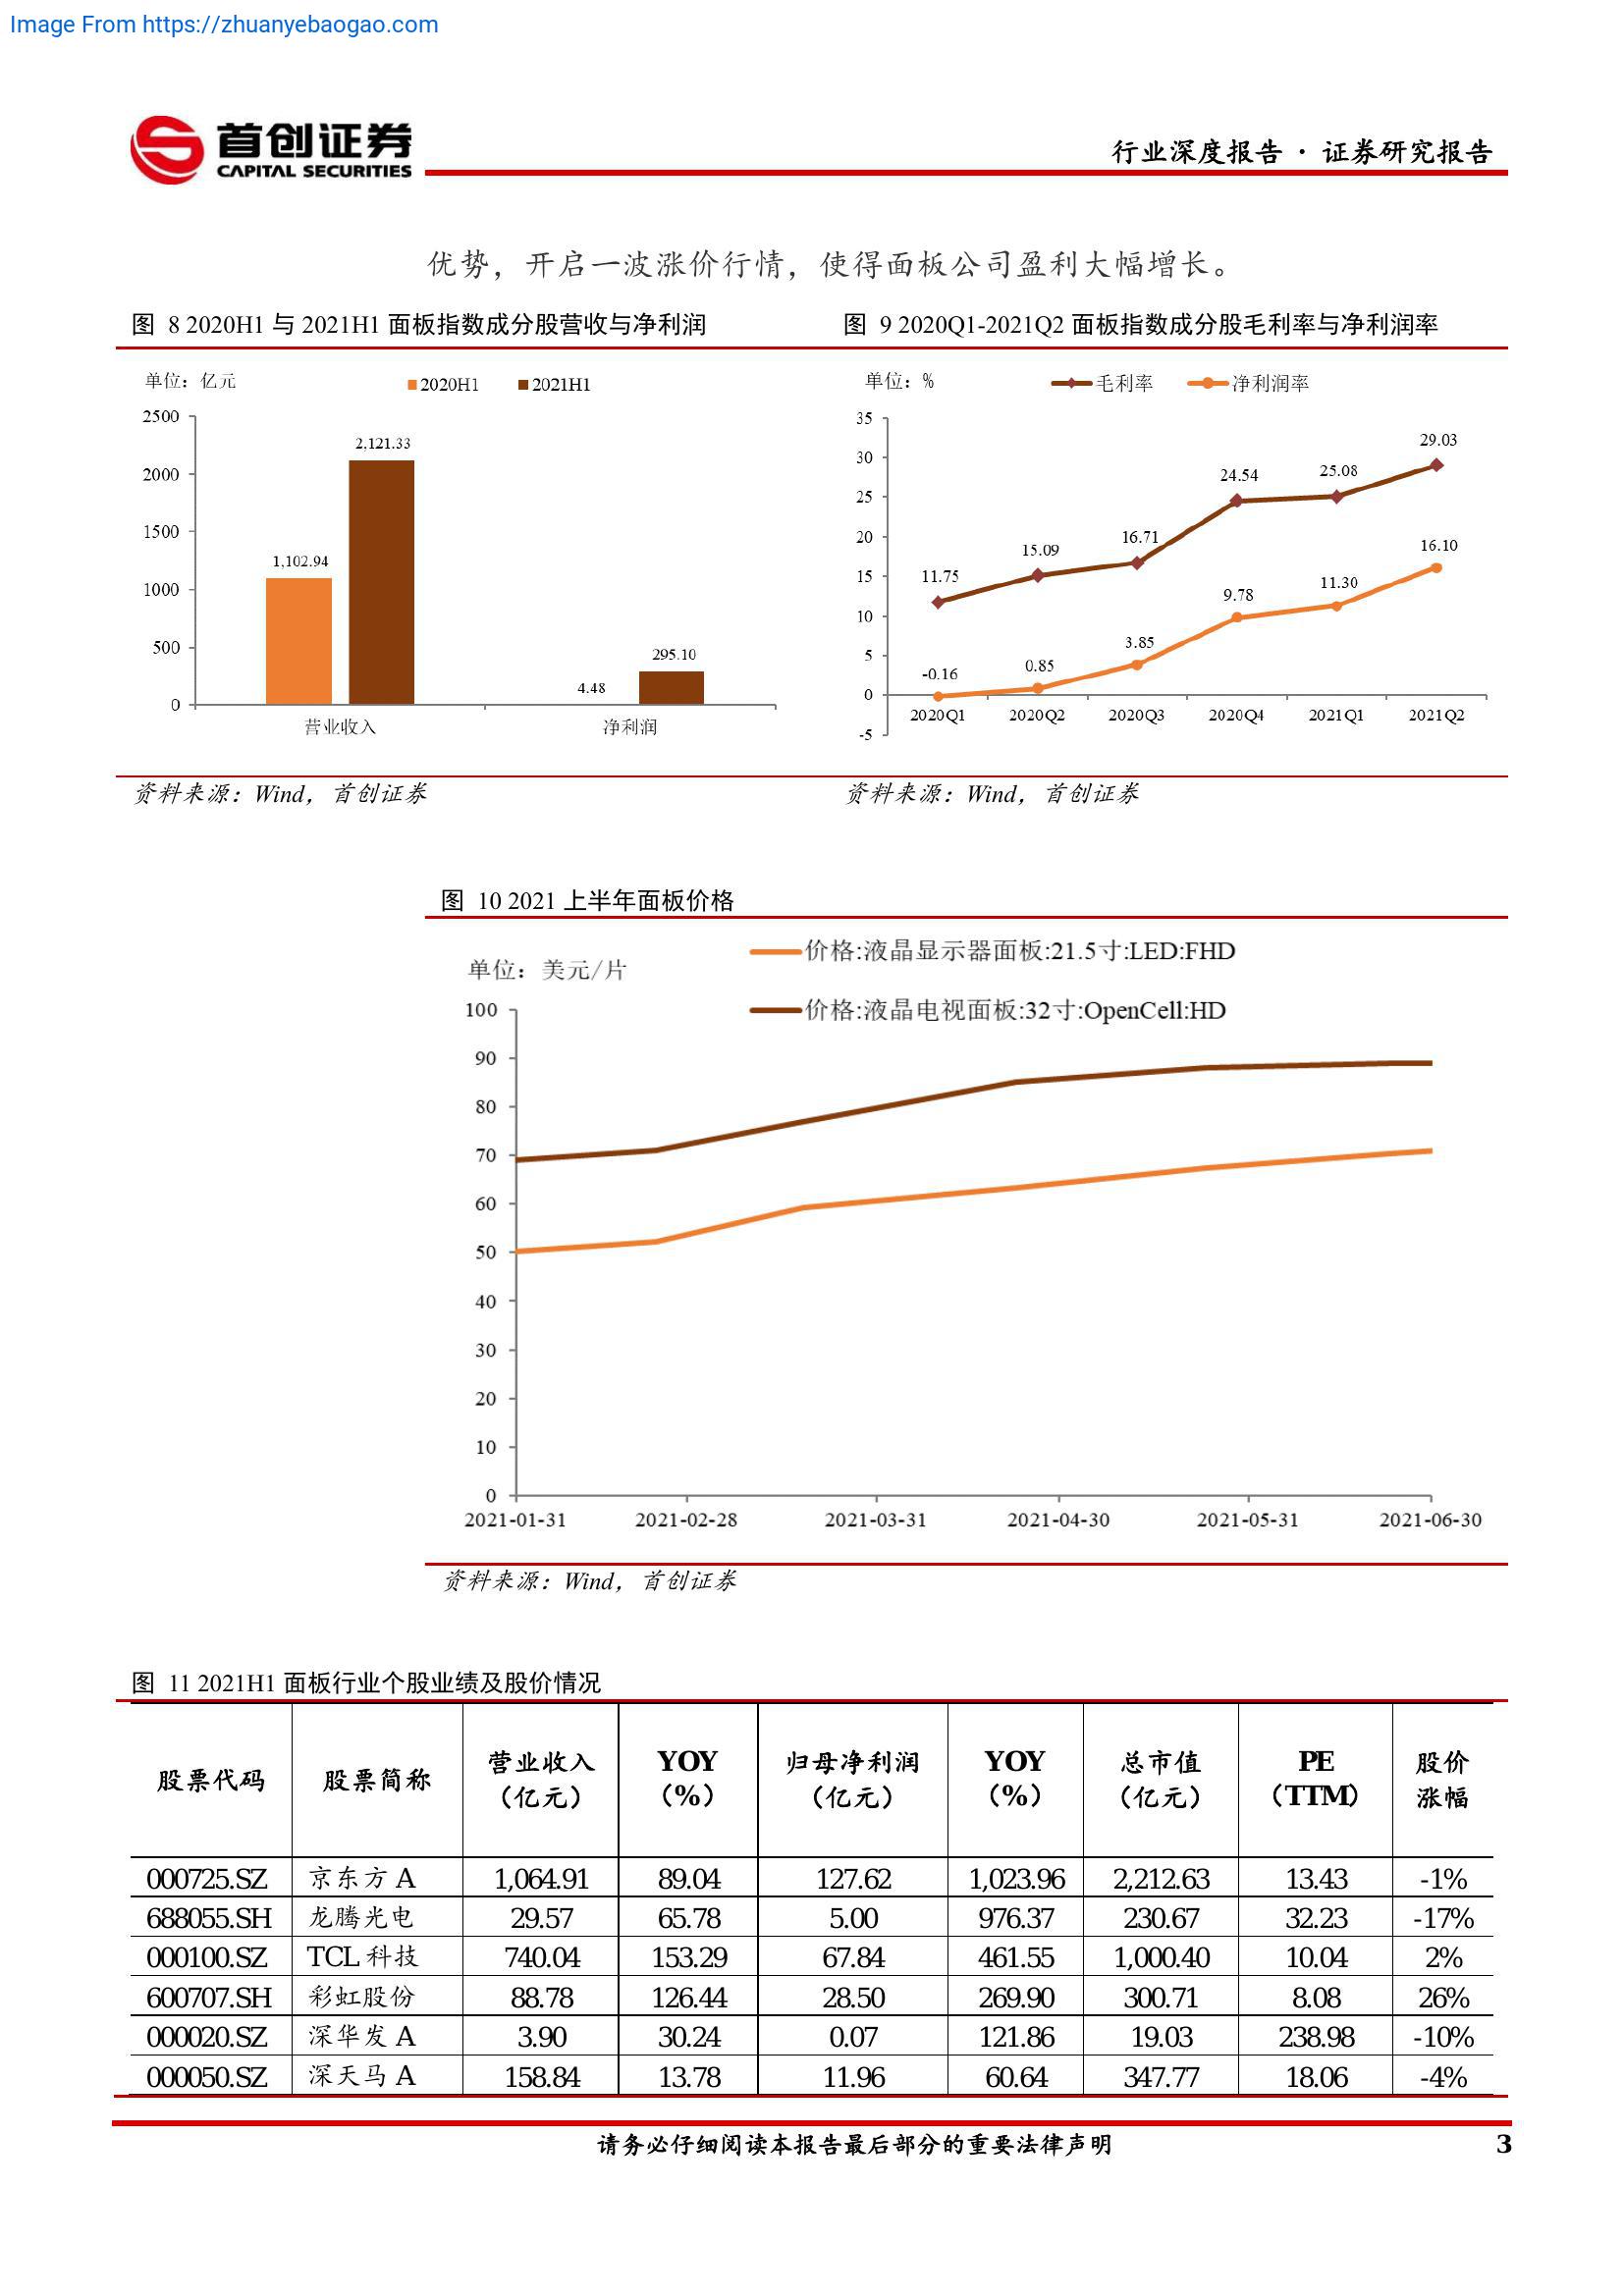 Image From https://zhuanyebaogao.com
首创证券
CAPITAL SECURITIES
行业深度报告 · 证券研究报告
优势，开启一波涨价行情，使得面板公司盈利大幅增长。
图 8 2020H1 与 2021H1 面板指数成分股营收与净利润
单位：亿元
2020H1 2021H1
2500
2000
1500
1000
500
0
1,102.94
2,121.33
4.48
295.10
营业收入 净利润
资料来源：Wind，首创证券
图 9 2020Q1-2021Q2 面板指数成分股毛利率与净利润率
单位：%
毛利率 净利润率
35
30
25
20
15
10
5
0
-5
11.75 15.09 16.71 24.54 25.08 29.03
-0.16 0.85 3.85 9.78 11.30 16.10
2020Q1 2020Q2 2020Q3 2020Q4 2021Q1 2021Q2
资料来源：Wind，首创证券
图 10 2021 上半年面板价格
单位：美元/片
价格:液晶显示器面板:21.5寸:LED:FHD
价格:液晶电视面板:32寸:OpenCell:HD
100
90
80
70
60
50
40
30
20
10
0
2021-01-31 2021-02-28 2021-03-31 2021-04-30 2021-05-31 2021-06-30
资料来源：Wind，首创证券
图 11 2021H1 面板行业个股业绩及股价情况
股票代码 股票简称 营业收入（亿元） YOY（%） 归母净利润（亿元） YOY（%） 总市值（亿元） PE（TTM） 股价涨幅
000725.SZ 京东方 A 1,064.91 89.04 127.62 1,023.96 2,212.63 13.43 -1%
688055.SH 龙腾光电 29.57 65.78 5.00 976.37 230.67 32.23 -17%
000100.SZ TCL 科技 740.04 153.29 67.84 461.55 1,000.40 10.04 2%
600707.SH 彩虹股份 88.78 126.44 28.50 269.90 300.71 8.08 26%
000020.SZ 深华发 A 3.90 30.24 0.07 121.86 19.03 238.98 -10%
000050.SZ 深天马 A 158.84 13.78 11.96 60.64 347.77 18.06 -4%
请务必仔细阅读本报告最后部分的重要法律声明 3